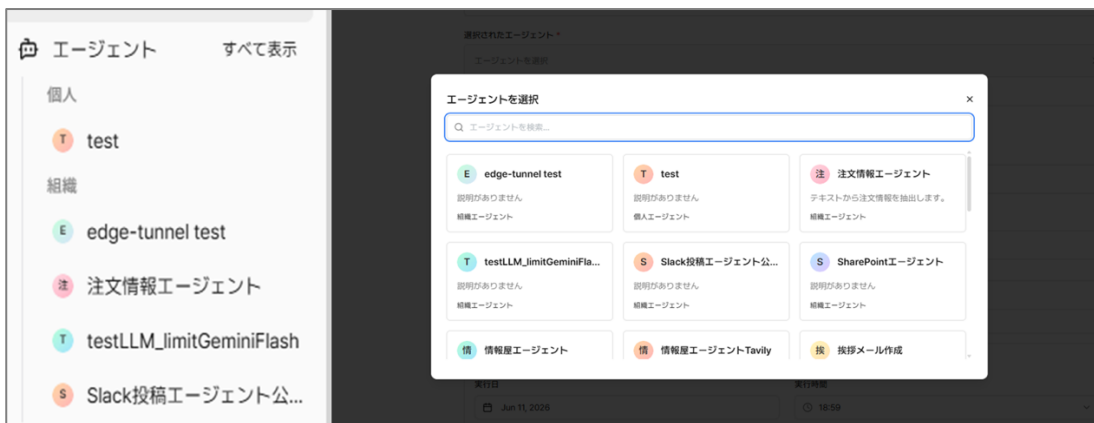 エージェント すべて表示
個人
T test
組織
E edge-tunnel test
注 注文情報エージェント
T testLLM_limitGeminiFlash
S Slack投稿エージェント公...
選択されたエージェント *
エージェントを選択
エージェントを選択 ×
エージェントを検索...
E edge-tunnel test
説明がありません
組織エージェント
T test
説明がありません
個人エージェント
注 注文情報エージェント
テキストから注文情報を抽出します。
組織エージェント
T testLLM_limitGeminiFla...
説明がありません
組織エージェント
S Slack投稿エージェント公...
説明がありません
組織エージェント
S SharePointエージェント
説明がありません
組織エージェント
情 情報屋エージェント
情 情報屋エージェントTavily
挨 挨拶メール作成
実行日
Jun 11, 2026
実行時間
18:59